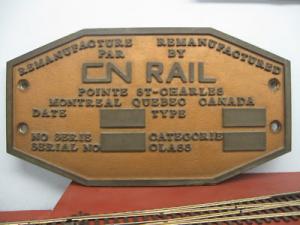 REMANUFACTURE REMANUFACTURED
PAR BY
CN RAIL
POINTE ST-CHARLES
MONTREAL QUEBEC CANADA
DATE TYPE
NO SERIE CATEGORIE
SERIAL NO. CLASS